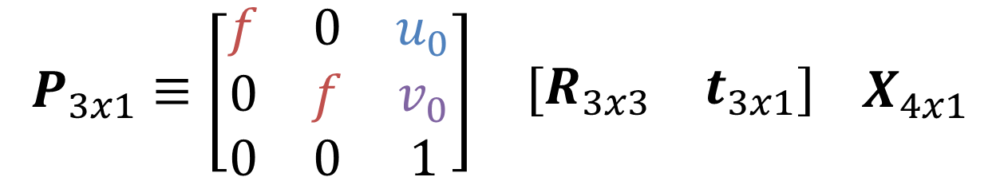 f 0 u₀
P₃ₓ₁ ≡ 0 f v₀ [R₃ₓ₃ t₃ₓ₁] X₄ₓ₁
0 0 1